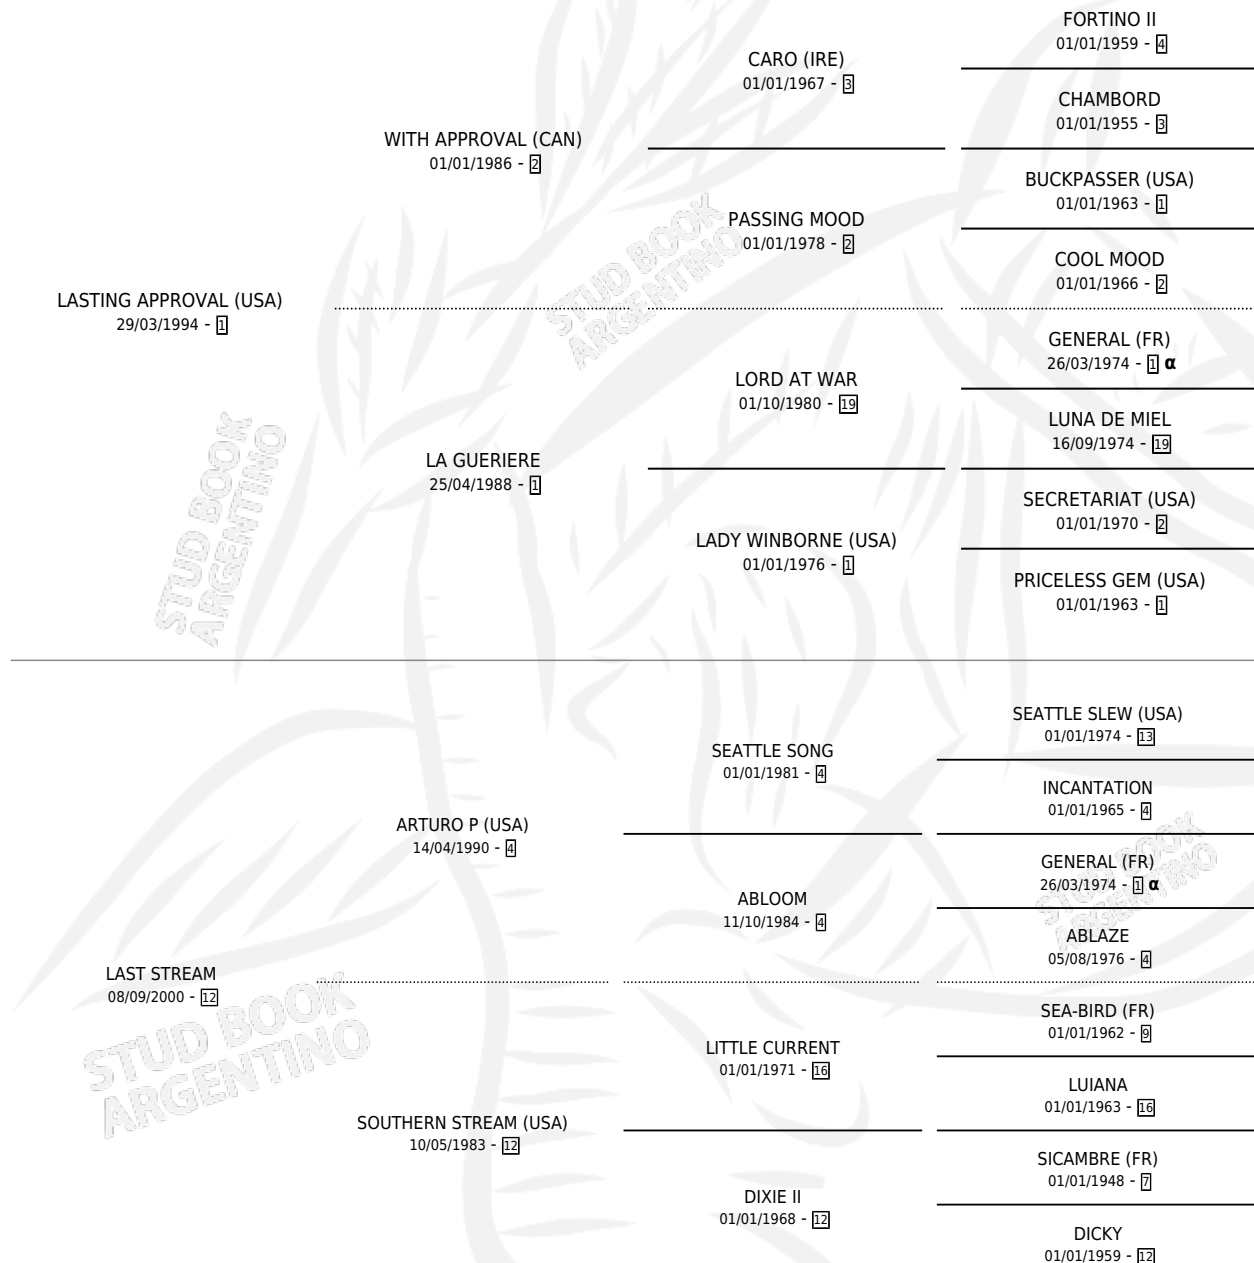 FORTINO II
01/01/1959 - 4
CARO (IRE)
01/01/1967 - 3
CHAMBORD
01/01/1955 - 3
WITH APPROVAL (CAN)
01/01/1986 - 2
BUCKPASSER (USA)
01/01/1963 - 1
PASSING MOOD
01/01/1978 - 2
COOL MOOD
01/01/1966 - 2
LASTING APPROVAL (USA)
29/03/1994 - 1
GENERAL (FR)
26/03/1974 - 1 α
LORD AT WAR
01/10/1980 - 19
LUNA DE MIEL
16/09/1974 - 19
LA GUERIERE
25/04/1988 - 1
SECRETARIAT (USA)
01/01/1970 - 2
LADY WINBORNE (USA)
01/01/1976 - 1
PRICELESS GEM (USA)
01/01/1963 - 1
STUD BOOK
ARGENTINO
STUD BOOK
ARGENTINO
SEATTLE SLEW (USA)
01/01/1974 - 13
SEATTLE SONG
01/01/1981 - 4
INCANTATION
01/01/1965 - 4
ARTURO P (USA)
14/04/1990 - 4
GENERAL (FR)
26/03/1974 - 1 α
ABLOOM
11/10/1984 - 4
ABLAZE
05/08/1976 - 4
LAST STREAM
08/09/2000 - 12
SEA-BIRD (FR)
01/01/1962 - 9
LITTLE CURRENT
01/01/1971 - 16
LUIANA
01/01/1963 - 16
SOUTHERN STREAM (USA)
10/05/1983 - 12
SICAMBRE (FR)
01/01/1948 - 7
DIXIE II
01/01/1968 - 12
DICKY
01/01/1959 - 12
STUD BOOK
ARGENTINO
STUD BOOK
ARGENTINO